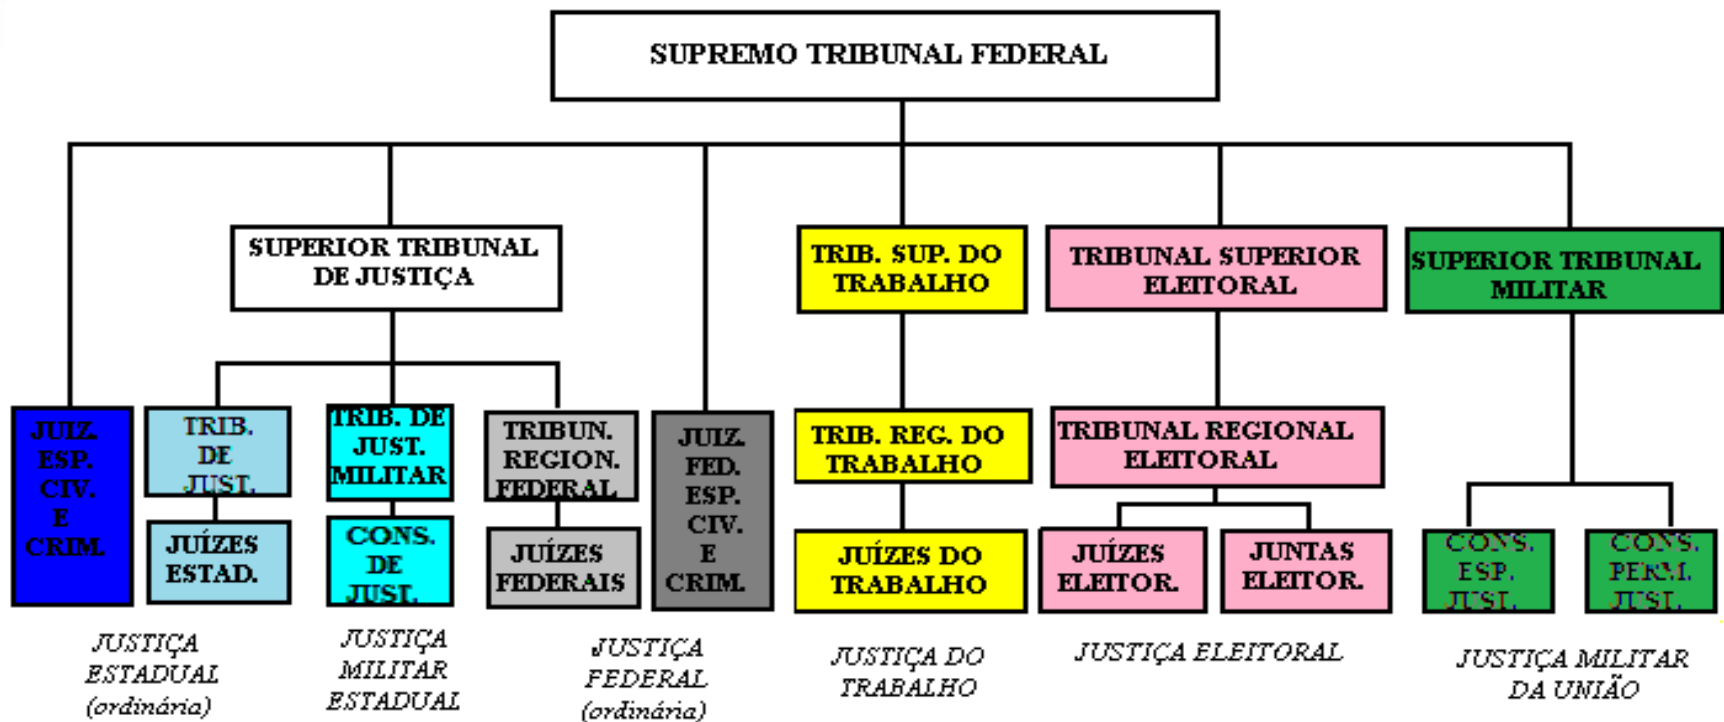 SUPREMO TRIBUNAL FEDERAL
SUPERIOR TRIBUNAL
DE JUSTIÇA
TRIB. SUP. DO
TRABALHO
TRIBUNAL SUPERIOR
ELEITORAL
SUPERIOR TRIBUNAL
MILITAR
JUIZ.
ESP.
CIV.
E
CRIM.
TRIB.
DE
JUST.
TRIB. DE
JUST.
MILITAR
TRIBUN.
REGION.
FEDERAL
JUIZ.
FED.
ESP.
CIV.
E
CRIM.
TRIB. REG. DO
TRABALHO
TRIBUNAL REGIONAL
ELEITORAL
JUÍZES
ESTAD.
CONS.
DE
JUST.
JUÍZES
FEDERAIS
JUÍZES DO
TRABALHO
JUÍZES
ELEITOR.
JUNTAS
ELEITOR.
CONS.
ESP.
JUST.
CONS.
PERM.
JUST.
JUSTIÇA
ESTADUAL
(ordinária)
JUSTIÇA
MILITAR
ESTADUAL
JUSTIÇA
FEDERAL
(ordinária)
JUSTIÇA DO
TRABALHO
JUSTIÇA ELEITORAL
JUSTIÇA MILITAR
DA UNIÃO